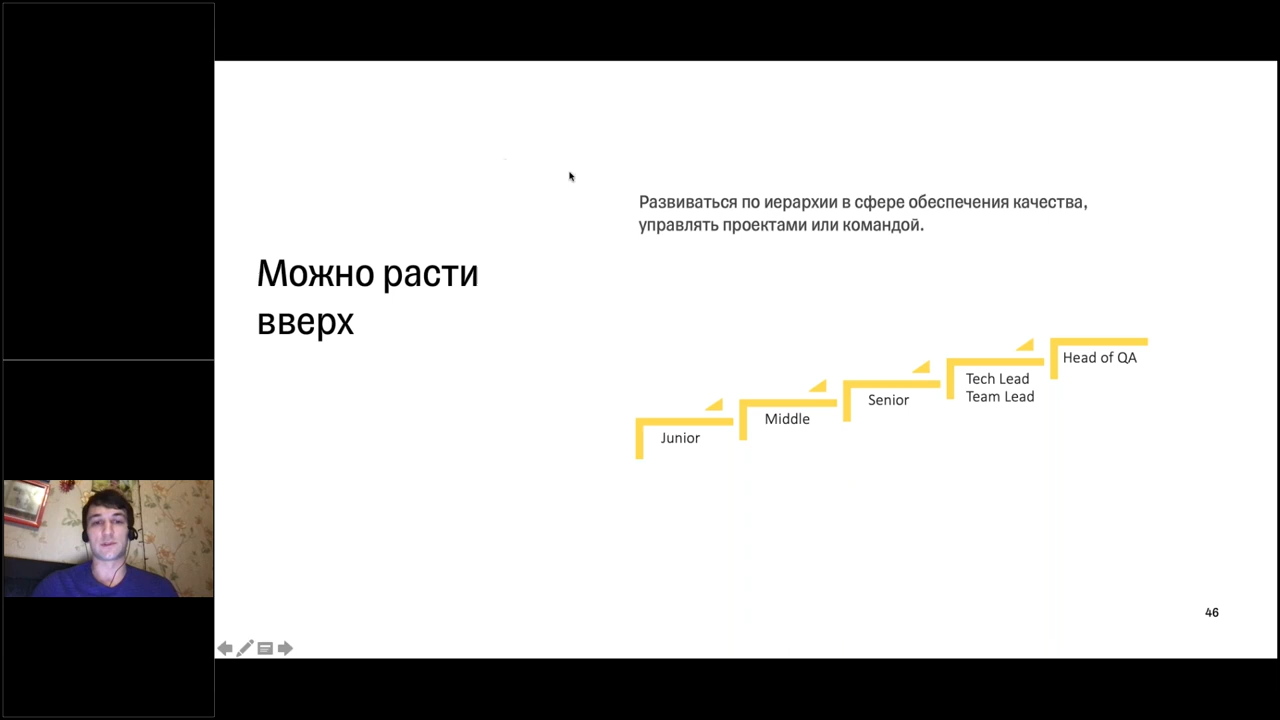 Развиваться по иерархии в сфере обеспечения качества,
управлять проектами или командой.
Можно расти
вверх
Junior
Middle
Senior
Tech Lead
Team Lead
Head of QA
46